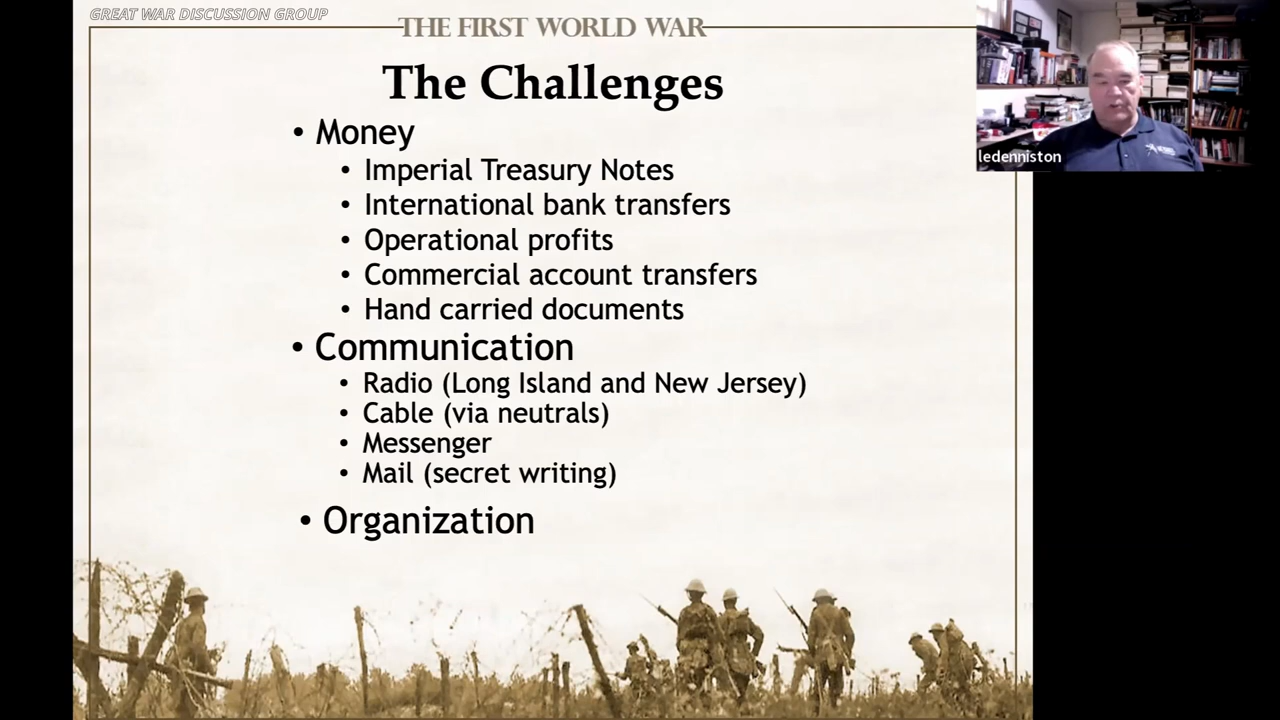 GREAT WAR DISCUSSION GROUP
THE FIRST WORLD WAR
The Challenges
• Money
• Imperial Treasury Notes
• International bank transfers
• Operational profits
• Commercial account transfers
• Hand carried documents
• Communication
• Radio (Long Island and New Jersey)
• Cable (via neutrals)
• Messenger
• Mail (secret writing)
• Organization
ledenniston